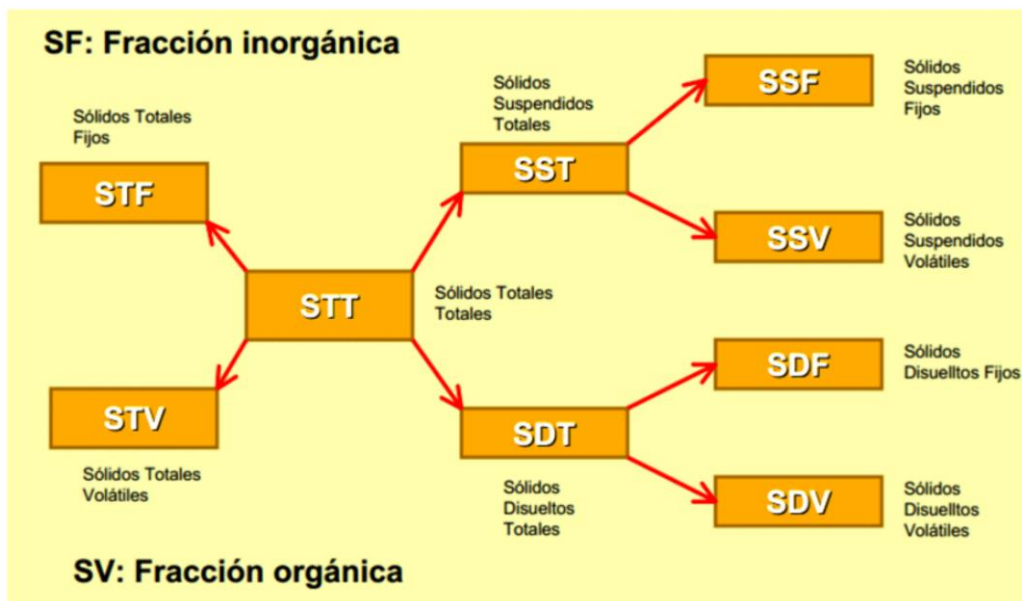 SF: Fracción inorgánica
Sólidos Totales
Fijos
STF
STT
Sólidos Totales
Totales
STV
Sólidos Totales
Volátiles
Sólidos
Suspendidos
Totales
SST
SSF
Sólidos
Suspendidos
Fijos
SSV
Sólidos
Suspendidos
Volátiles
SDT
Sólidos
Disueltos
Totales
SDF
Sólidos
Disuelltos Fijos
SDV
Sólidos
Disuelltos
Volátiles
SV: Fracción orgánica